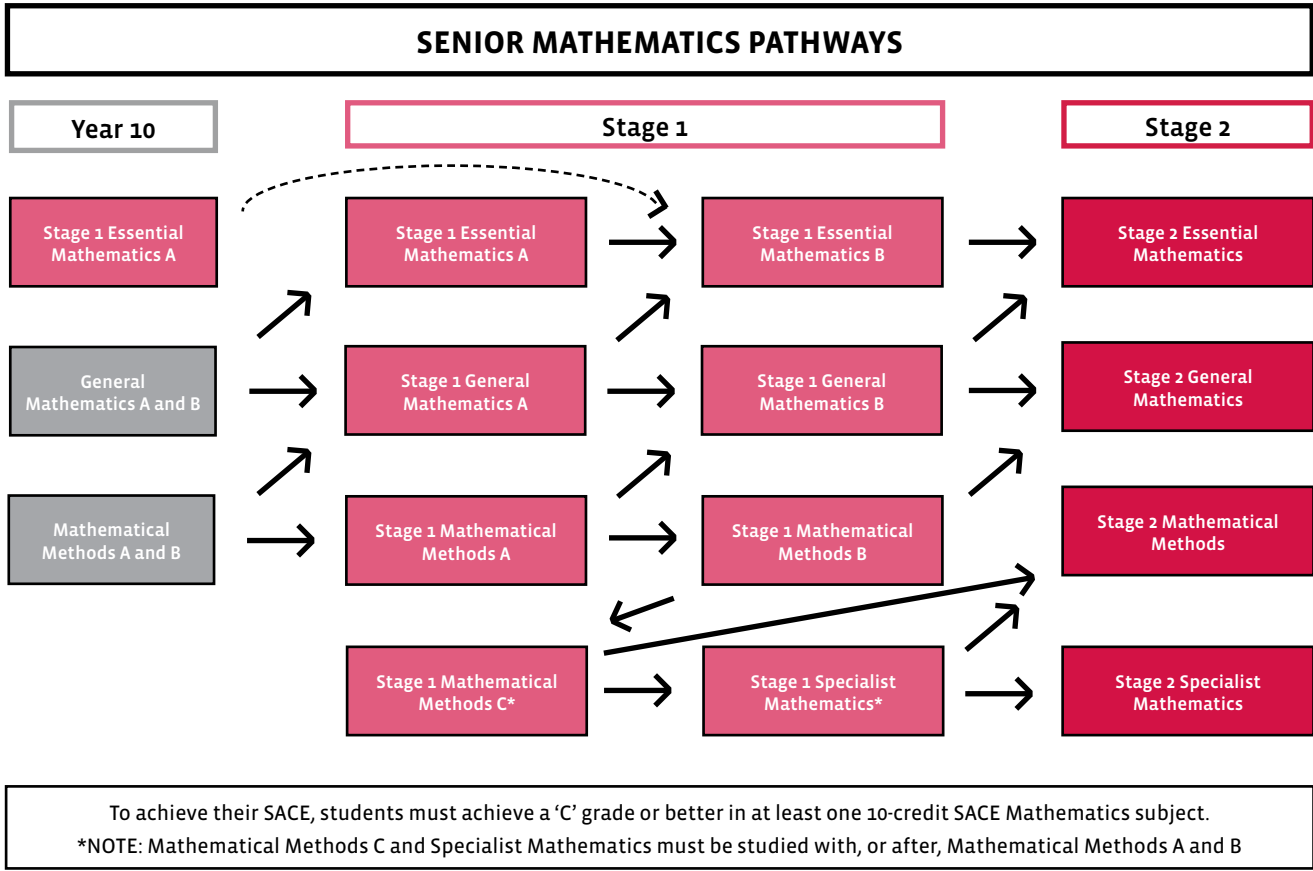 SENIOR MATHEMATICS PATHWAYS
Year 10
Stage 1
Stage 2
Stage 1 Essential
Mathematics A
Stage 1 Essential
Mathematics A
Stage 1 Essential
Mathematics B
Stage 2 Essential
Mathematics
General
Mathematics A and B
Stage 1 General
Mathematics A
Stage 1 General
Mathematics B
Stage 2 General
Mathematics
Mathematical
Methods A and B
Stage 1 Mathematical
Methods A
Stage 1 Mathematical
Methods B
Stage 2 Mathematical
Methods
Stage 1 Mathematical
Methods C*
Stage 1 Specialist
Mathematics*
Stage 2 Specialist
Mathematics
To achieve their SACE, students must achieve a ‘C’ grade or better in at least one 10-credit SACE Mathematics subject.
*NOTE: Mathematical Methods C and Specialist Mathematics must be studied with, or after, Mathematical Methods A and B